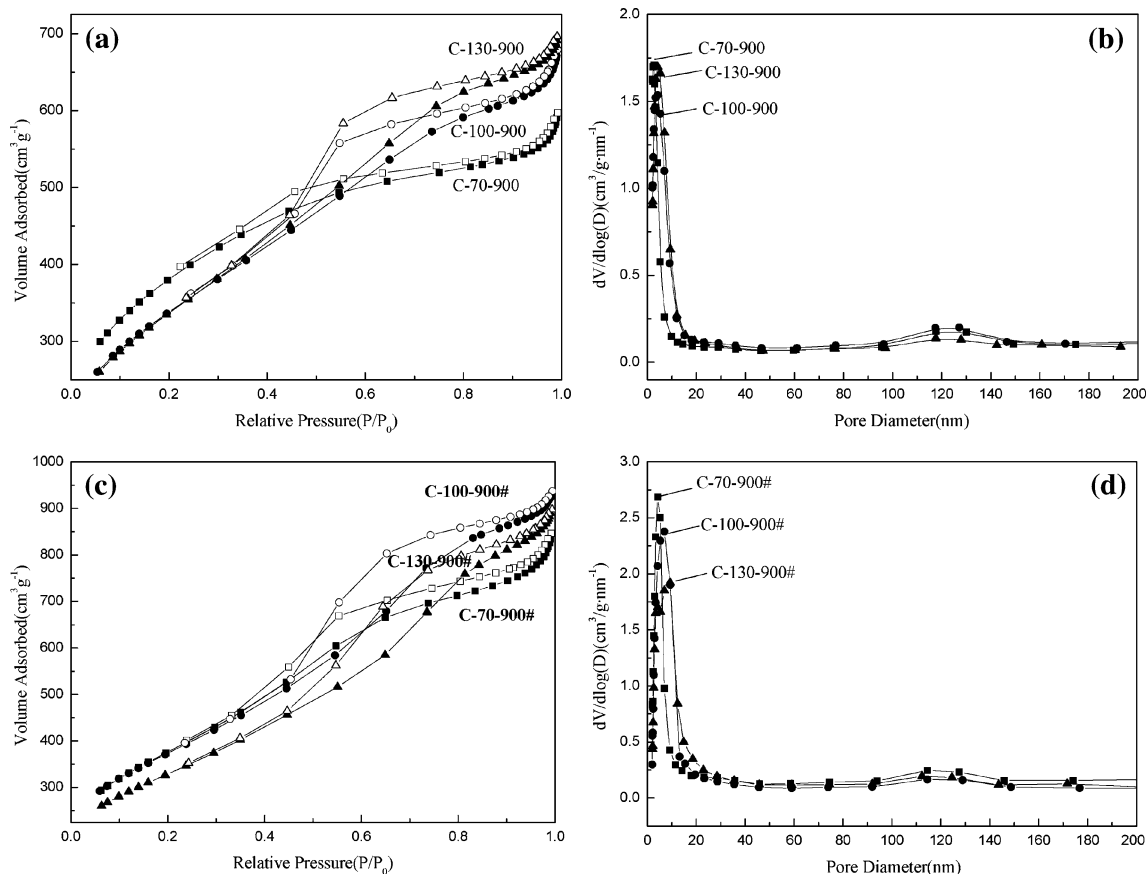 (a)
700
600
500
400
300
Volume Adsorbed(cm³g⁻¹)
C-130-900
C-100-900
C-70-900
0.0 0.2 0.4 0.6 0.8 1.0
Relative Pressure(P/P₀)
(b)
2.0
1.5
1.0
0.5
0.0
dV/dlog(D)(cm³/g·nm⁻¹)
C-70-900
C-130-900
C-100-900
0 20 40 60 80 100 120 140 160 180 200
Pore Diameter(nm)
(c)
1000
900
800
700
600
500
400
300
Volume Adsorbed(cm³g⁻¹)
C-100-900#
C-130-900#
C-70-900#
0.0 0.2 0.4 0.6 0.8 1.0
Relative Pressure(P/P₀)
(d)
3.0
2.5
2.0
1.5
1.0
0.5
0.0
dV/dlog(D)(cm³/g·nm⁻¹)
C-70-900#
C-100-900#
C-130-900#
0 20 40 60 80 100 120 140 160 180 200
Pore Diameter(nm)